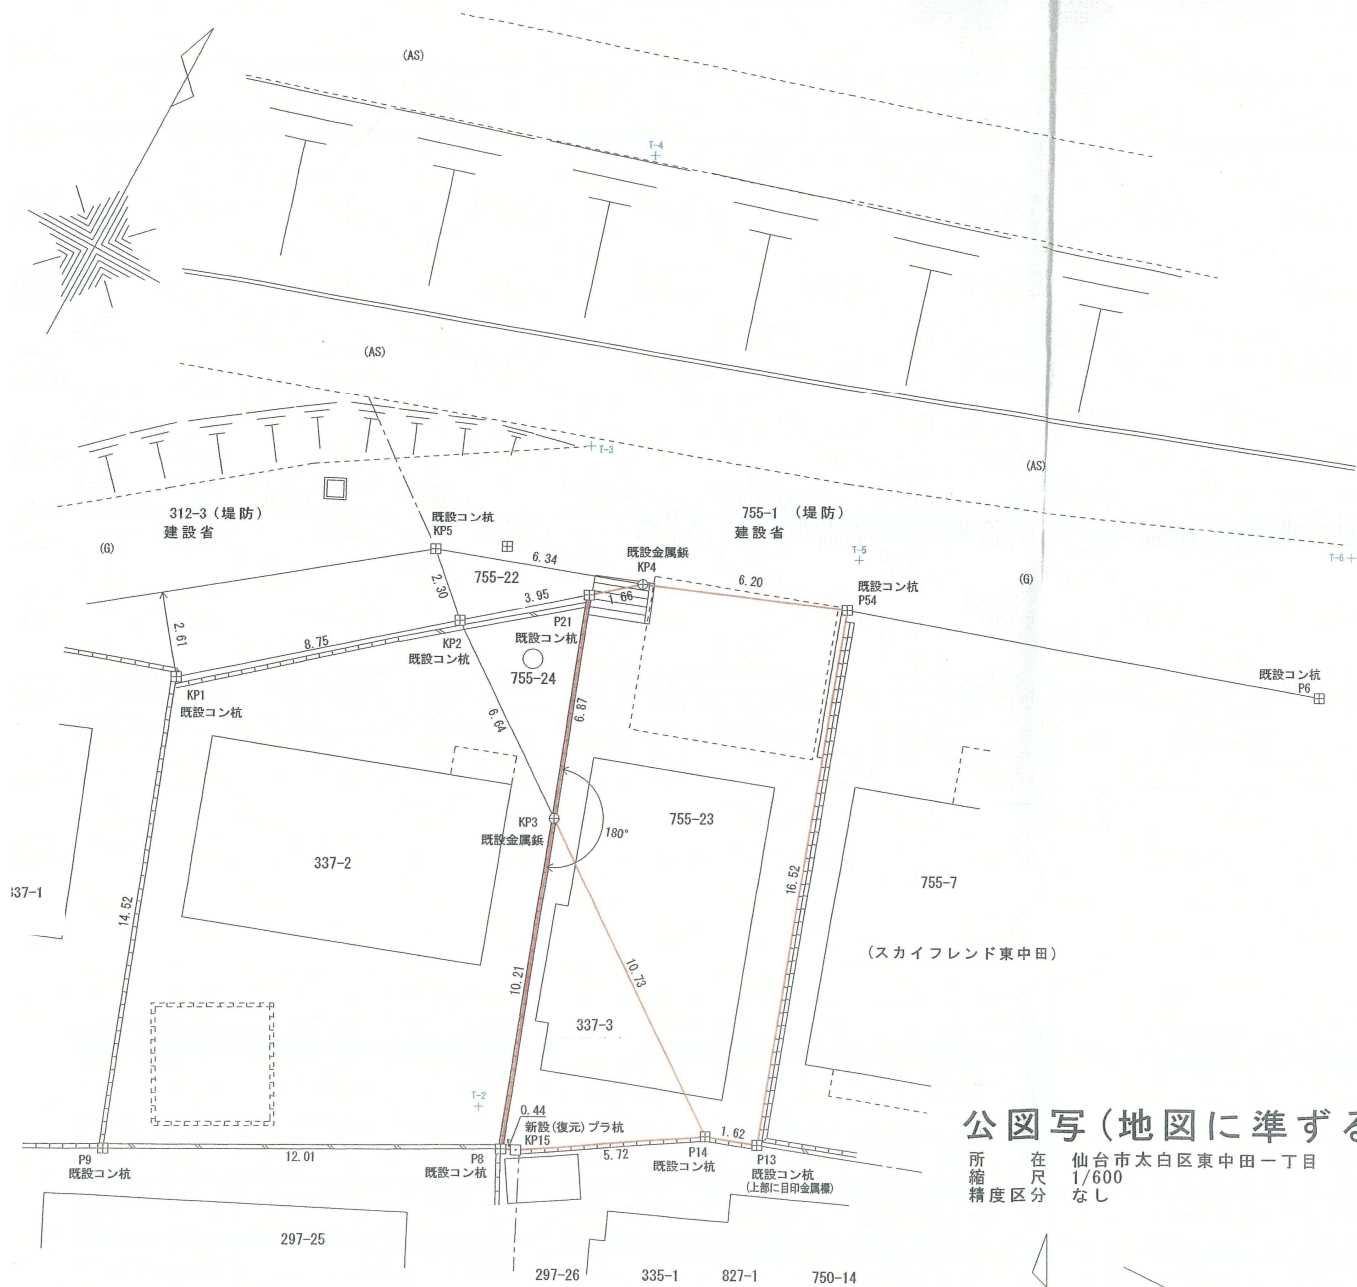 (AS)
T-4
(AS)
T-3
(AS)
312-3 (堤防)
建設省
既設コン杭
KP5
755-1 (堤防)
建設省
(G)
6.34
既設金属鋲
KP4
T-5
T-6
2.30
755-22
6.20
(G)
既設コン杭
P54
3.95
1.66
2.61
8.75
KP2
既設コン杭
P21
既設コン杭
755-24
既設コン杭
P6
KP1
既設コン杭
6.64
6.87
KP3
既設金属鋲
180°
755-23
337-2
16.52
755-7
14.52
(スカイフレンド東中田)
10.21
10.73
337-3
T-2
0.44
新設(復元)プラ杭
KP15
P9
既設コン杭
12.01
P8
既設コン杭
5.72
P14
既設コン杭
1.62
P13
既設コン杭
(上部に目印金属標)
公図写(地図に準ずる
所 在 仙台市太白区東中田一丁目
縮 尺 1/600
精度区分 なし
297-25
297-26
335-1
827-1
750-14